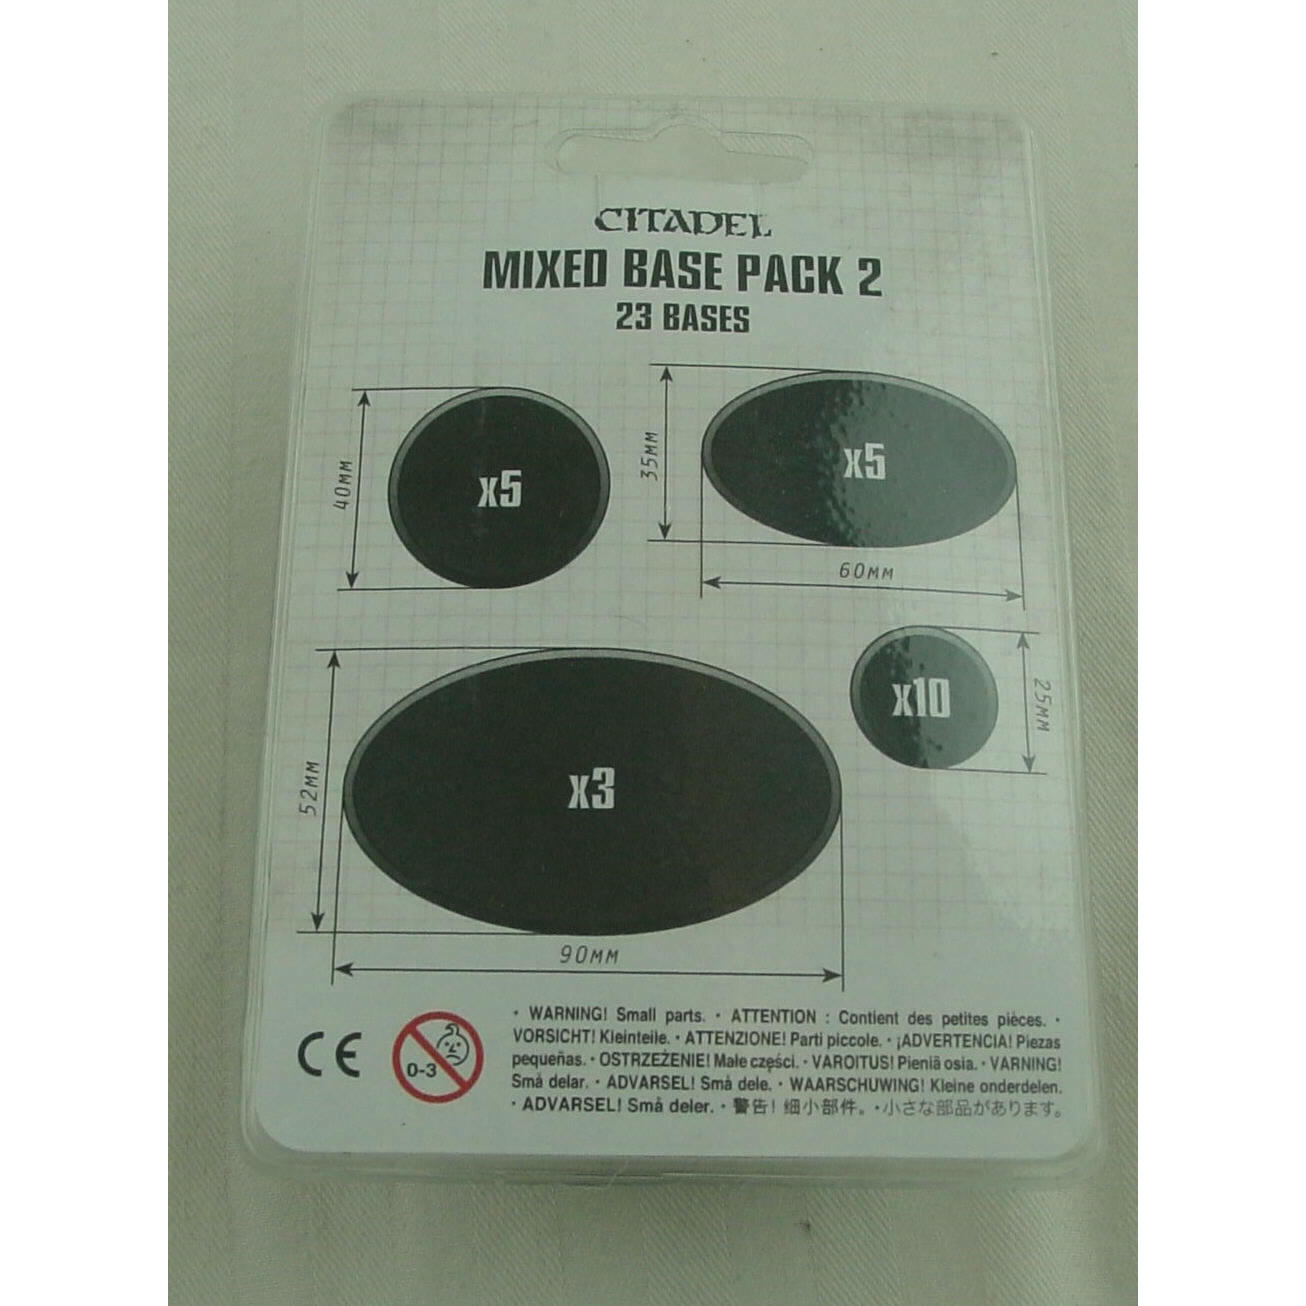 CITADEL
MIXED BASE PACK 2
23 BASES
40MM
x5
35MM
x5
60MM
52MM
x3
90MM
x10
25MM
CE
0-3
· WARNING! Small parts. · ATTENTION : Contient des petites pièces. ·
VORSICHT! Kleinteile. · ATTENZIONE! Parti piccole. · ¡ADVERTENCIA! Piezas
pequeñas. · OSTRZEŻENIE! Małe części. · VAROITUS! Pieniä osia. · VARNING!
Små delar. · ADVARSEL! Små dele. · WAARSCHUWING! Kleine onderdelen.
· ADVARSEL! Små deler. · 警告! 细小部件。 · 小さな部品があります。